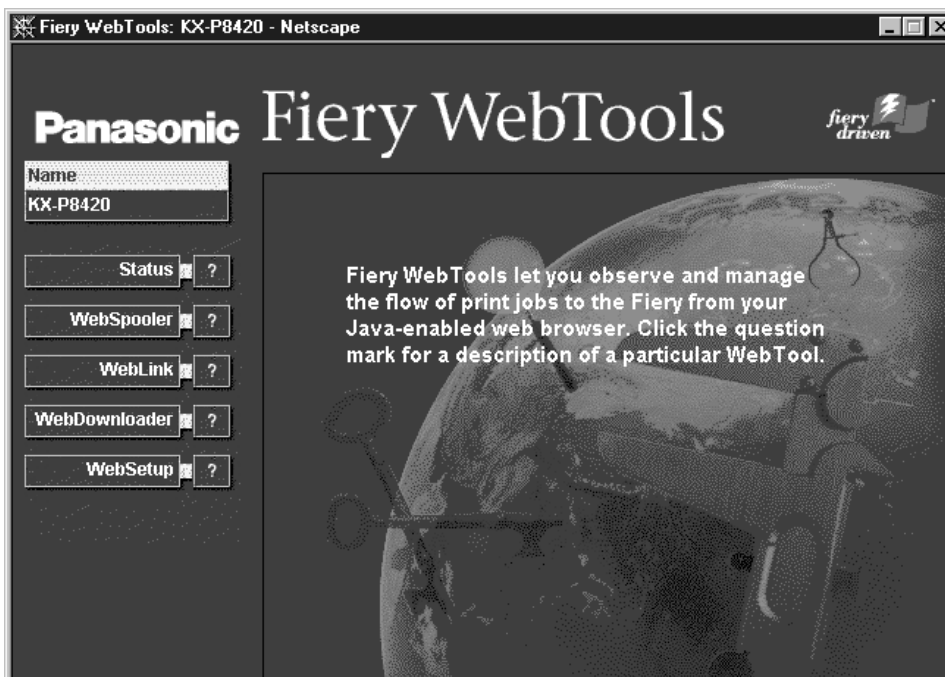 Fiery WebTools: KX-P8420 - Netscape
Panasonic
Fiery WebTools
fiery
driven
Name
KX-P8420
Status ?
WebSpooler ?
WebLink ?
WebDownloader ?
WebSetup ?
Fiery WebTools let you observe and manage
the flow of print jobs to the Fiery from your
Java-enabled web browser. Click the question
mark for a description of a particular WebTool.